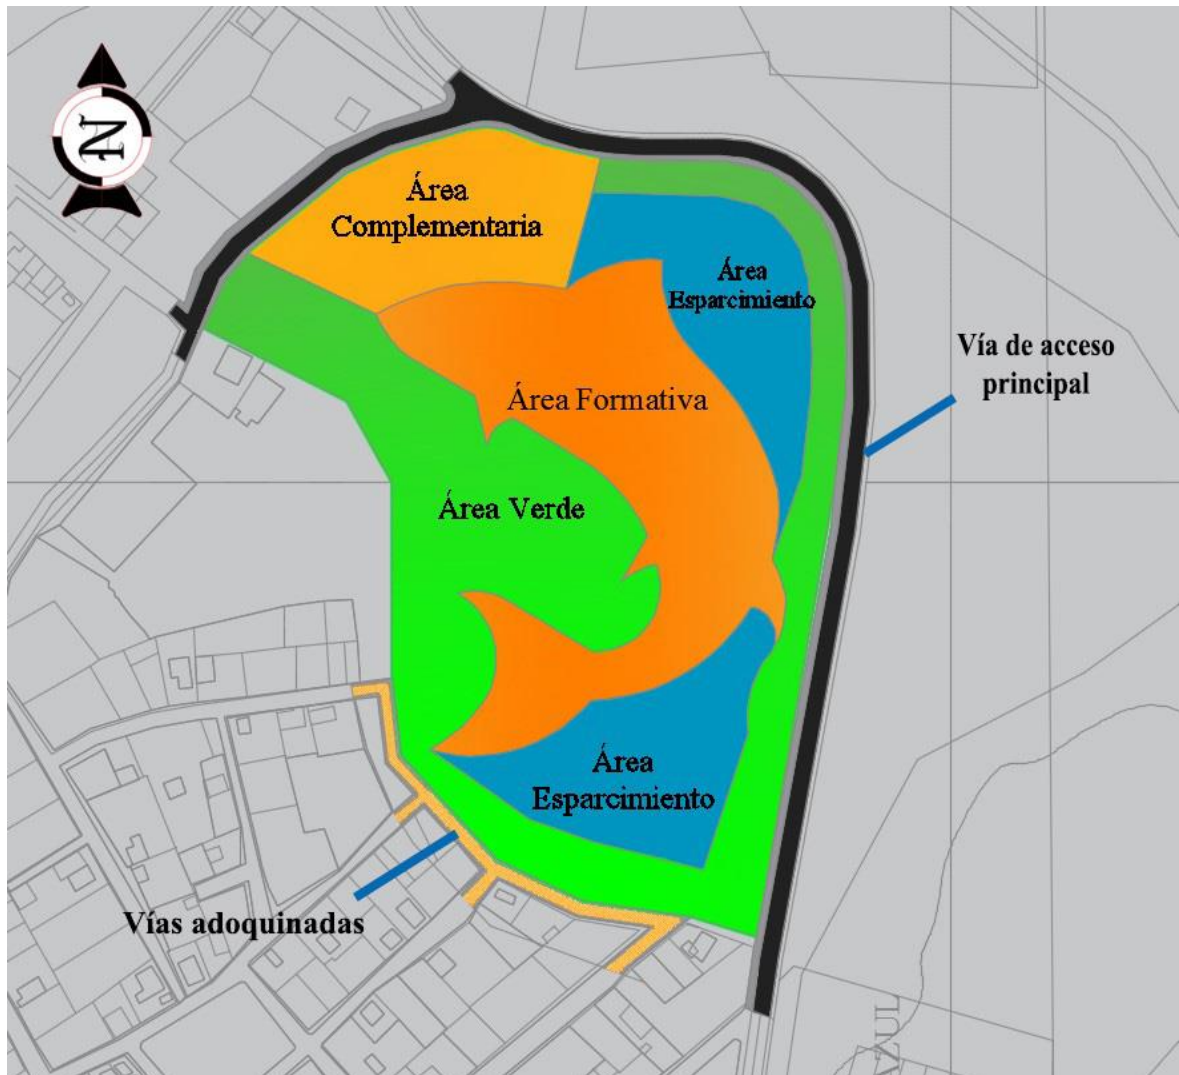 N
Área
Complementaria
Área
Esparcimiento
Vía de acceso
principal
Área Formativa
Área Verde
Área
Esparcimiento
Vías adoquinadas